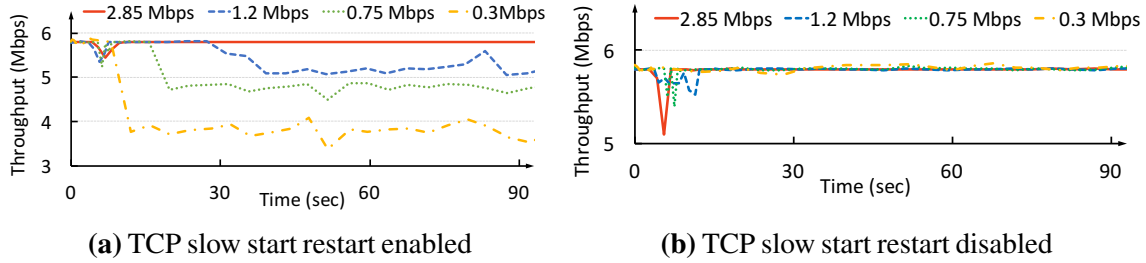 2.85 Mbps 1.2 Mbps 0.75 Mbps 0.3Mbps
Throughput (Mbps)
6
5
4
3
0 30 60 90
Time (sec)
(a) TCP slow start restart enabled
2.85 Mbps 1.2 Mbps 0.75 Mbps 0.3 Mbps
Throughput (Mbps)
6
5
0 30 60 90
Time (sec)
(b) TCP slow start restart disabled